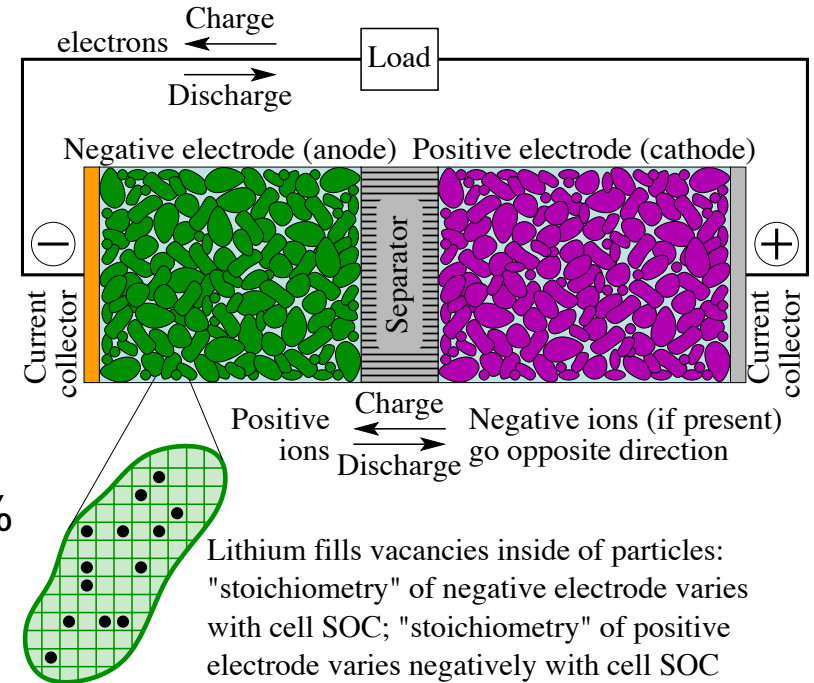 Charge
electrons
Load
Discharge
Negative electrode (anode) Positive electrode (cathode)
−
Separator
+
Current
collector
Current
collector
Positive
ions
Charge
Discharge
Negative ions (if present)
go opposite direction
%
Lithium fills vacancies inside of particles:
"stoichiometry" of negative electrode varies
with cell SOC; "stoichiometry" of positive
electrode varies negatively with cell SOC